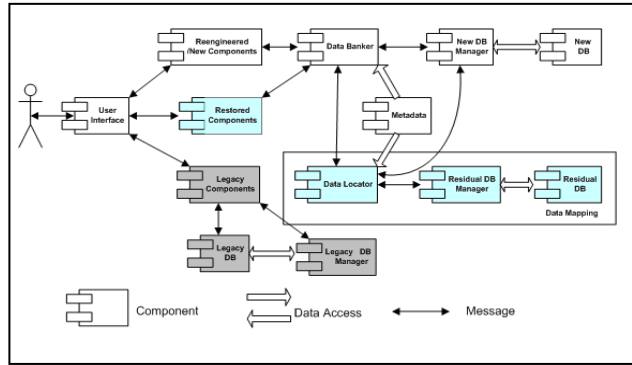 Reengineered
/New Components
Data Banker
New DB
Manager
New
DB
User
Interface
Restored
Components
Metadata
Legacy
Components
Data Locator
Residual DB
Manager
Residual
DB
Data Mapping
Legacy
DB
Legacy DB
Manager
Component
Data Access
Message